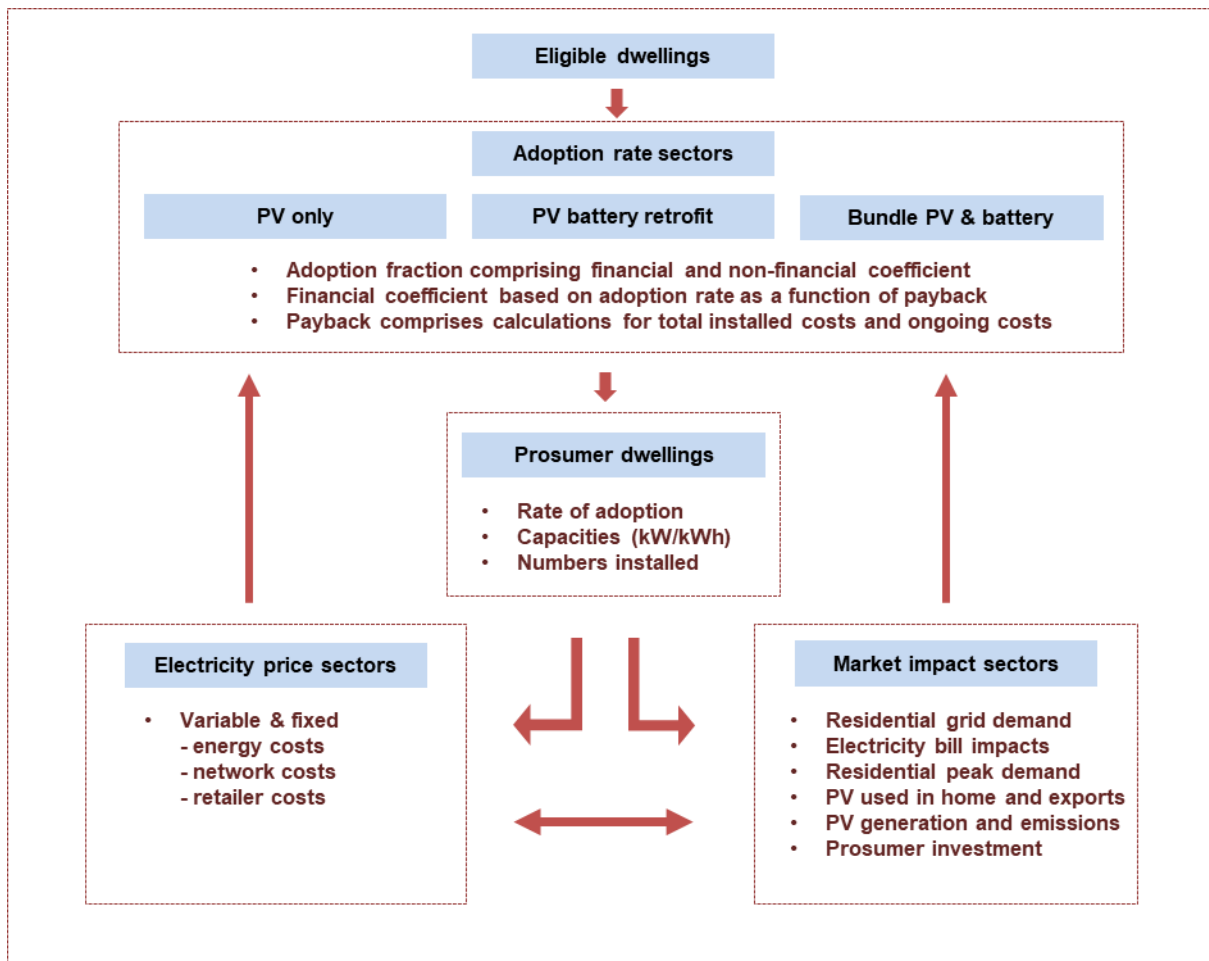 Eligible dwellings
Adoption rate sectors
PV only
PV battery retrofit
Bundle PV & battery
• Adoption fraction comprising financial and non-financial coefficient
• Financial coefficient based on adoption rate as a function of payback
• Payback comprises calculations for total installed costs and ongoing costs
Prosumer dwellings
• Rate of adoption
• Capacities (kW/kWh)
• Numbers installed
Electricity price sectors
• Variable & fixed
- energy costs
- network costs
- retailer costs
Market impact sectors
• Residential grid demand
• Electricity bill impacts
• Residential peak demand
• PV used in home and exports
• PV generation and emissions
• Prosumer investment